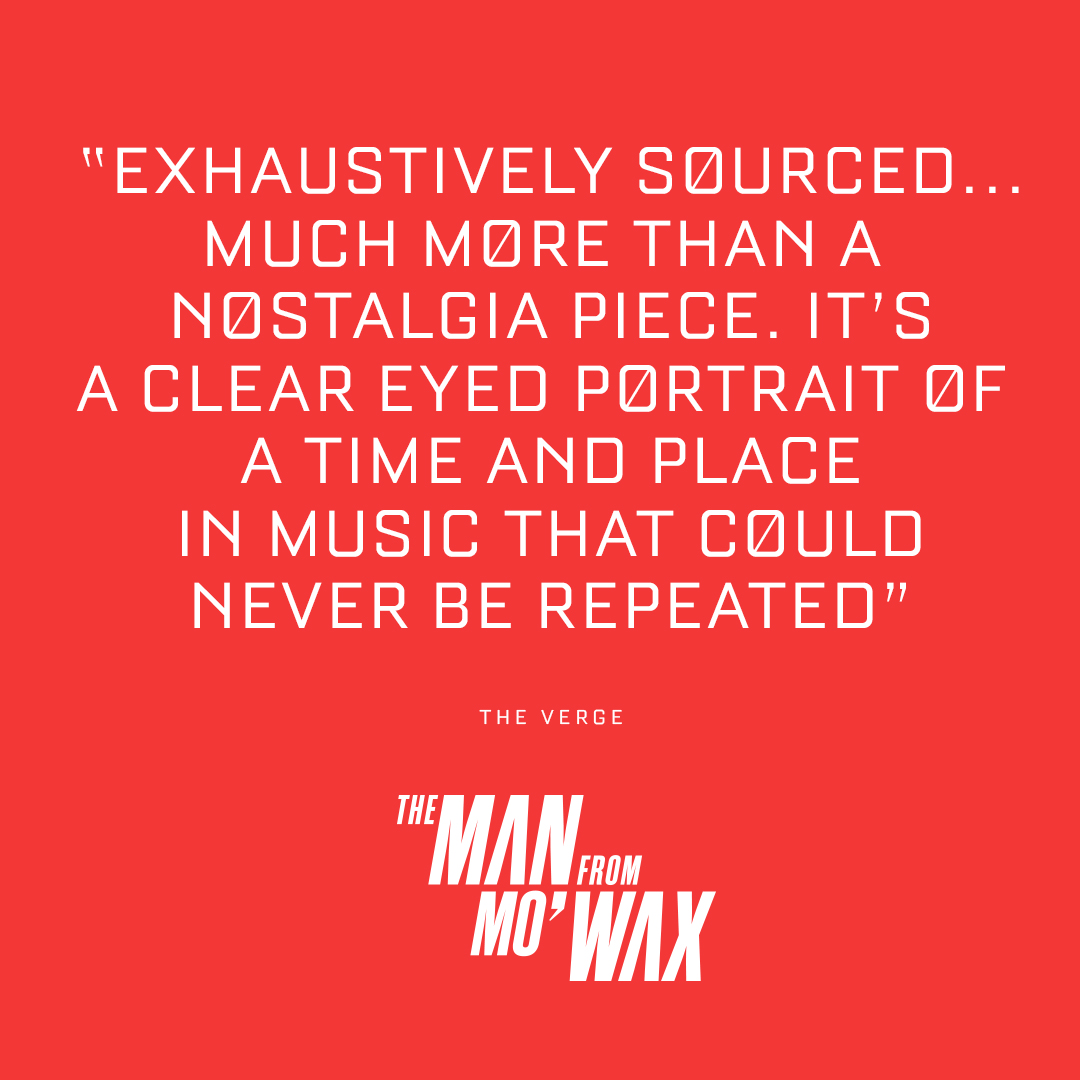 “EXHAUSTIVELY SØURCED...
MUCH MØRE THAN A
NØSTALGIA PIECE. IT’S
A CLEAR EYED PØRTRAIT ØF
A TIME AND PLACE
IN MUSIC THAT CØULD
NEVER BE REPEATED”
THE VERGE
THE MAN FROM
MO’ WAX